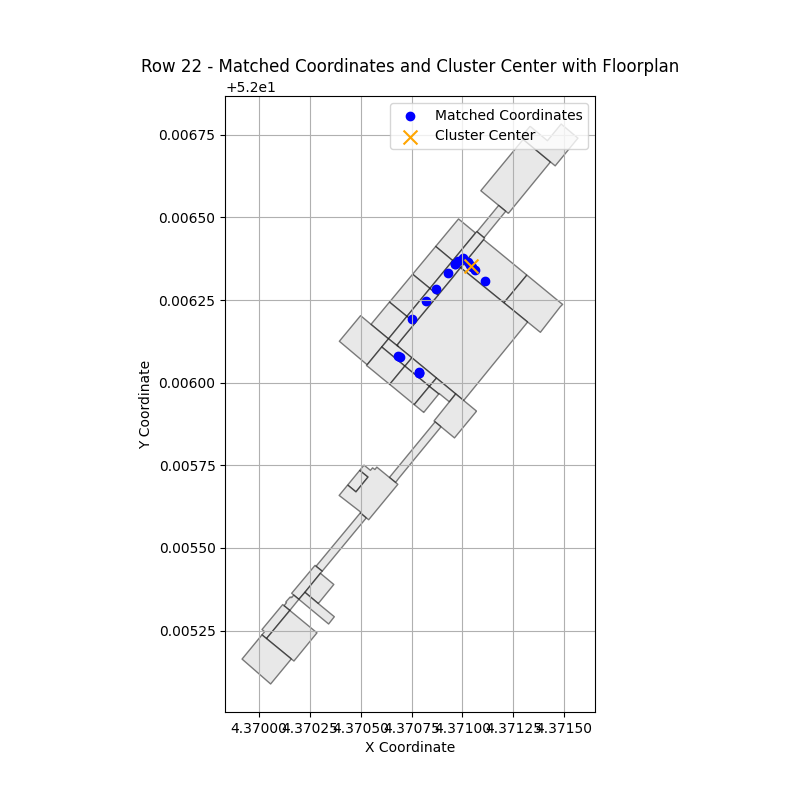 Row 22 - Matched Coordinates and Cluster Center with Floorplan
+5.2e1
Matched Coordinates
Cluster Center
0.00675
0.00650
0.00625
0.00600
0.00575
0.00550
0.00525
Y Coordinate
4.37000 4.37025 4.37050 4.37075 4.37100 4.37125 4.37150
X Coordinate